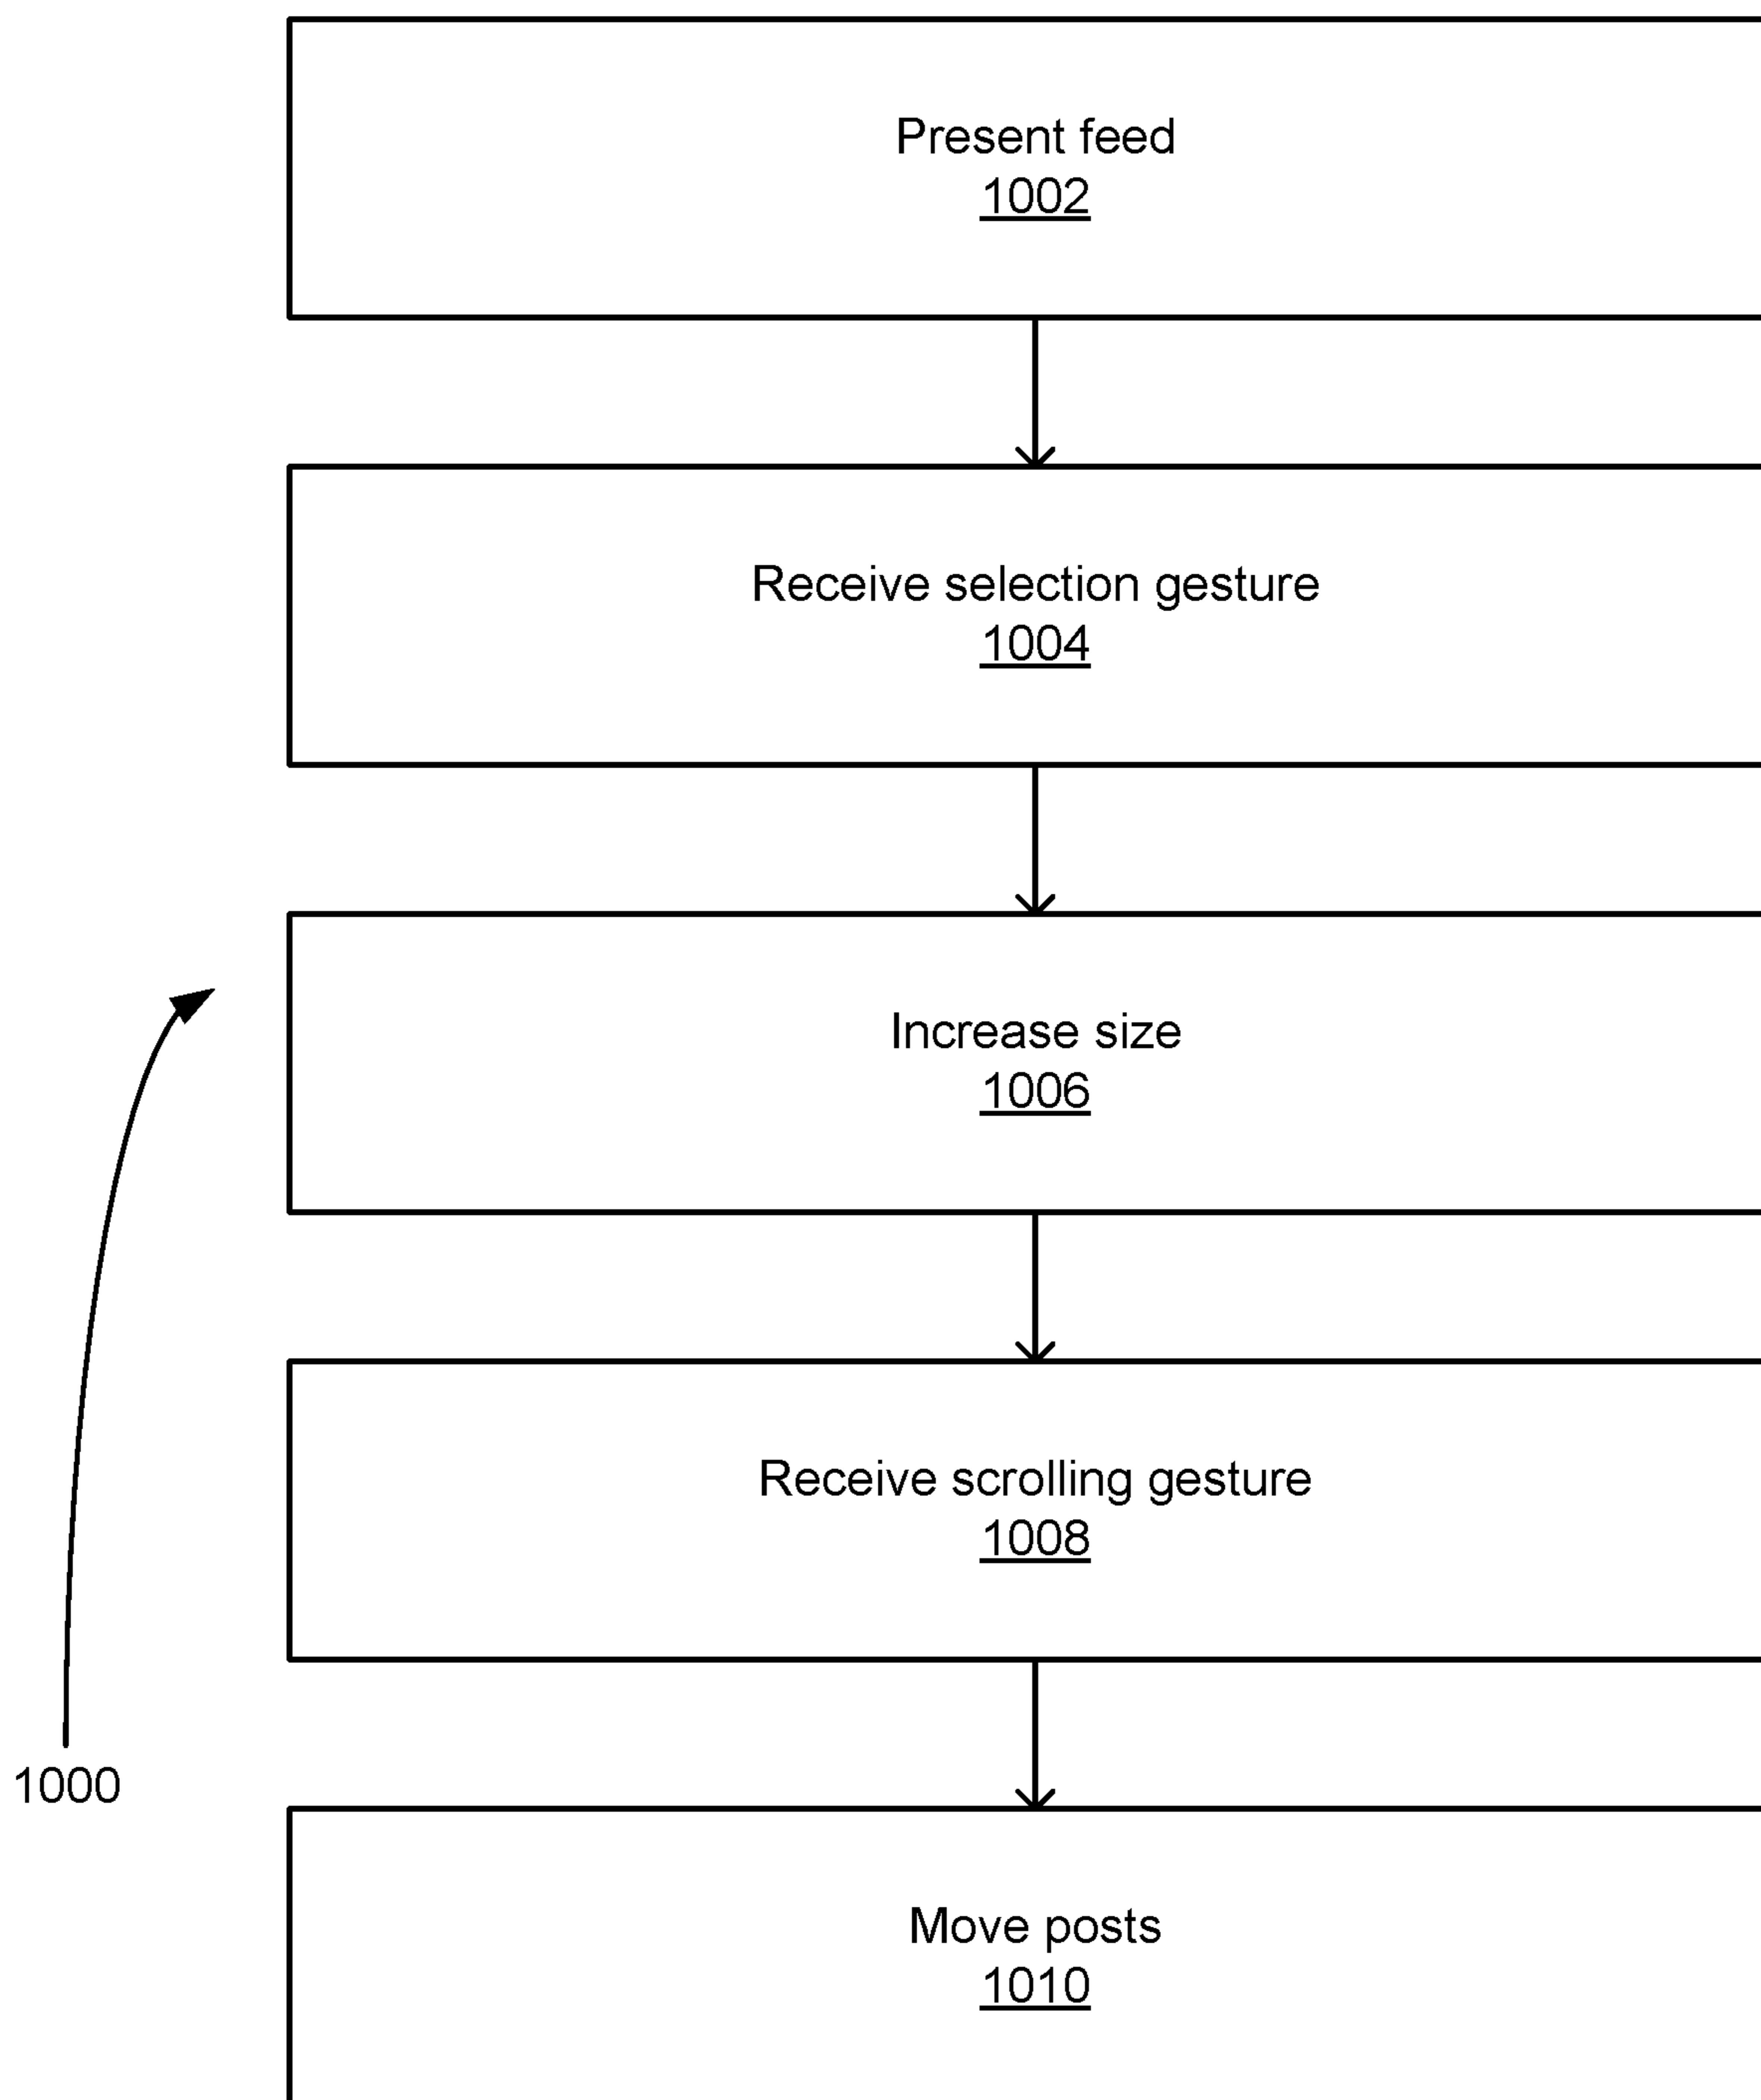 Present feed
1002
Receive selection gesture
1004
Increase size
1006
Receive scrolling gesture
1008
1000
Move posts
1010